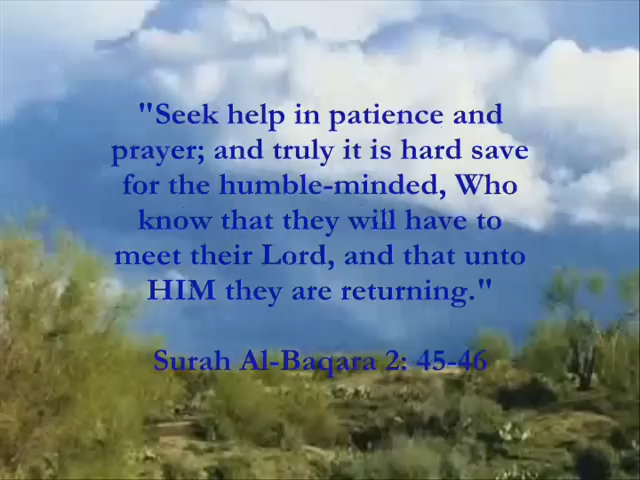 "Seek help in patience and
prayer; and truly it is hard save
for the humble-minded, Who
know that they will have to
meet their Lord, and that unto
HIM they are returning."
Surah Al-Baqara 2: 45-46